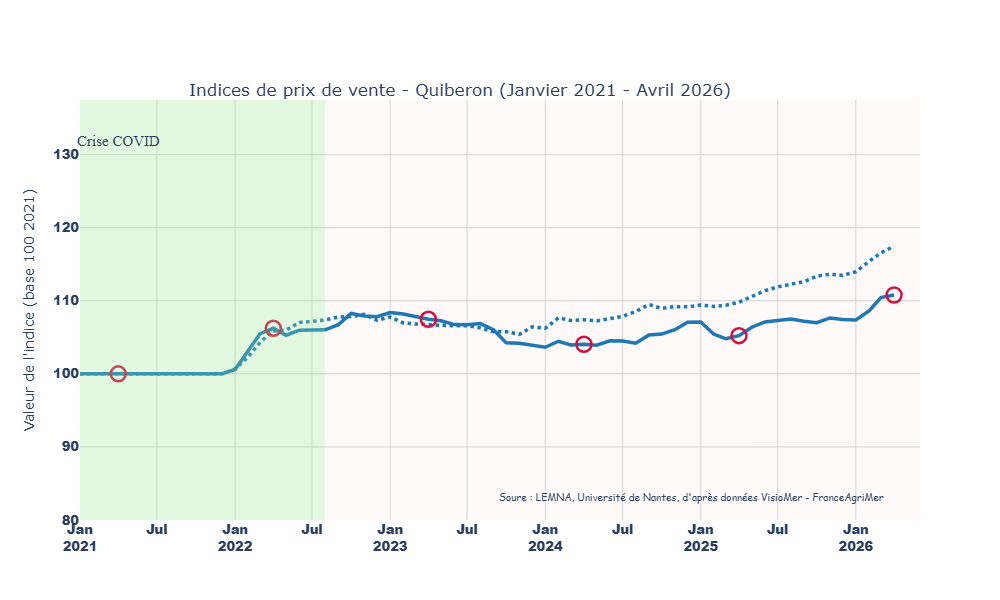 Indices de prix de vente - Quiberon (Janvier 2021 - Avril 2026)
Crise COVID
Valeur de l'indice (base 100 2021)
130
120
110
100
90
80
Soure : LEMNA, Université de Nantes, d'après données VisioMer - FranceAgriMer
Jan Jul Jan Jul Jan Jul Jan Jul Jan Jul Jan
2021 2022 2023 2024 2025 2026